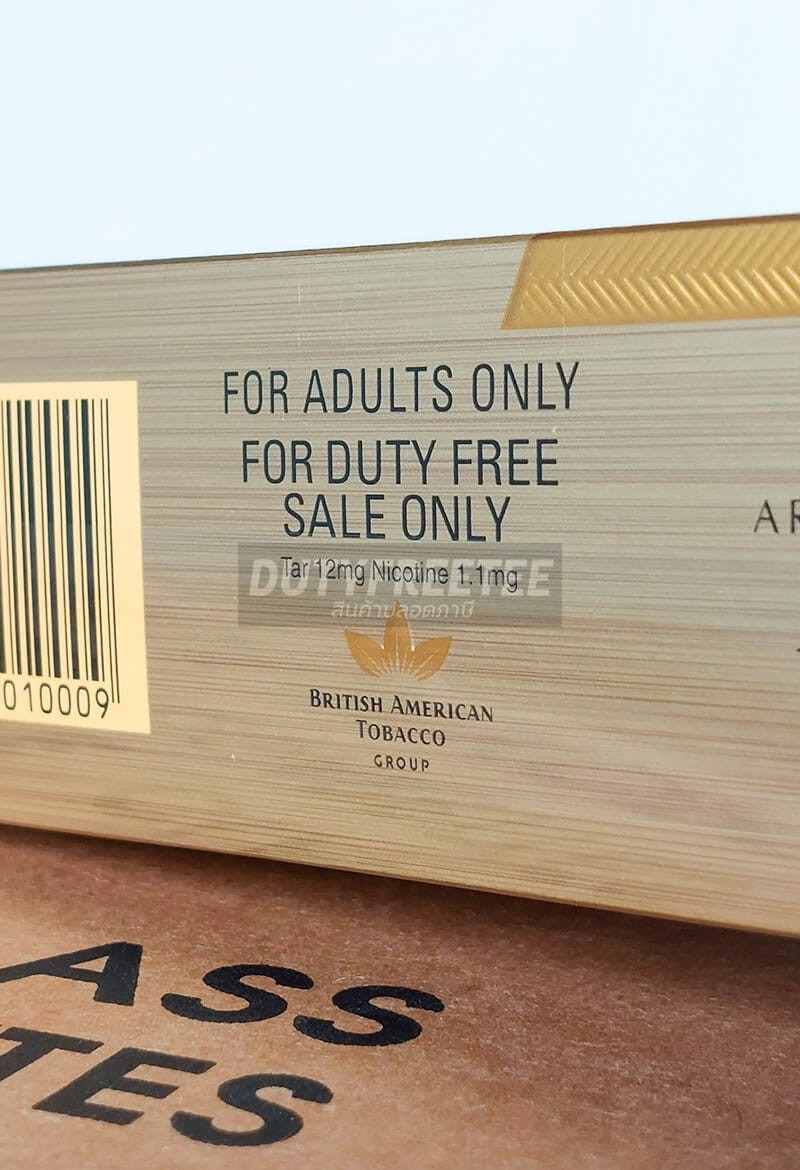 FOR ADULTS ONLY
FOR DUTY FREE
SALE ONLY
Tar 12mg Nicotine 1.1mg
DUTYFREETEE
สินค้าปลอดภาษี
BRITISH AMERICAN
TOBACCO
GROUP
010009
AR
ASS
TES